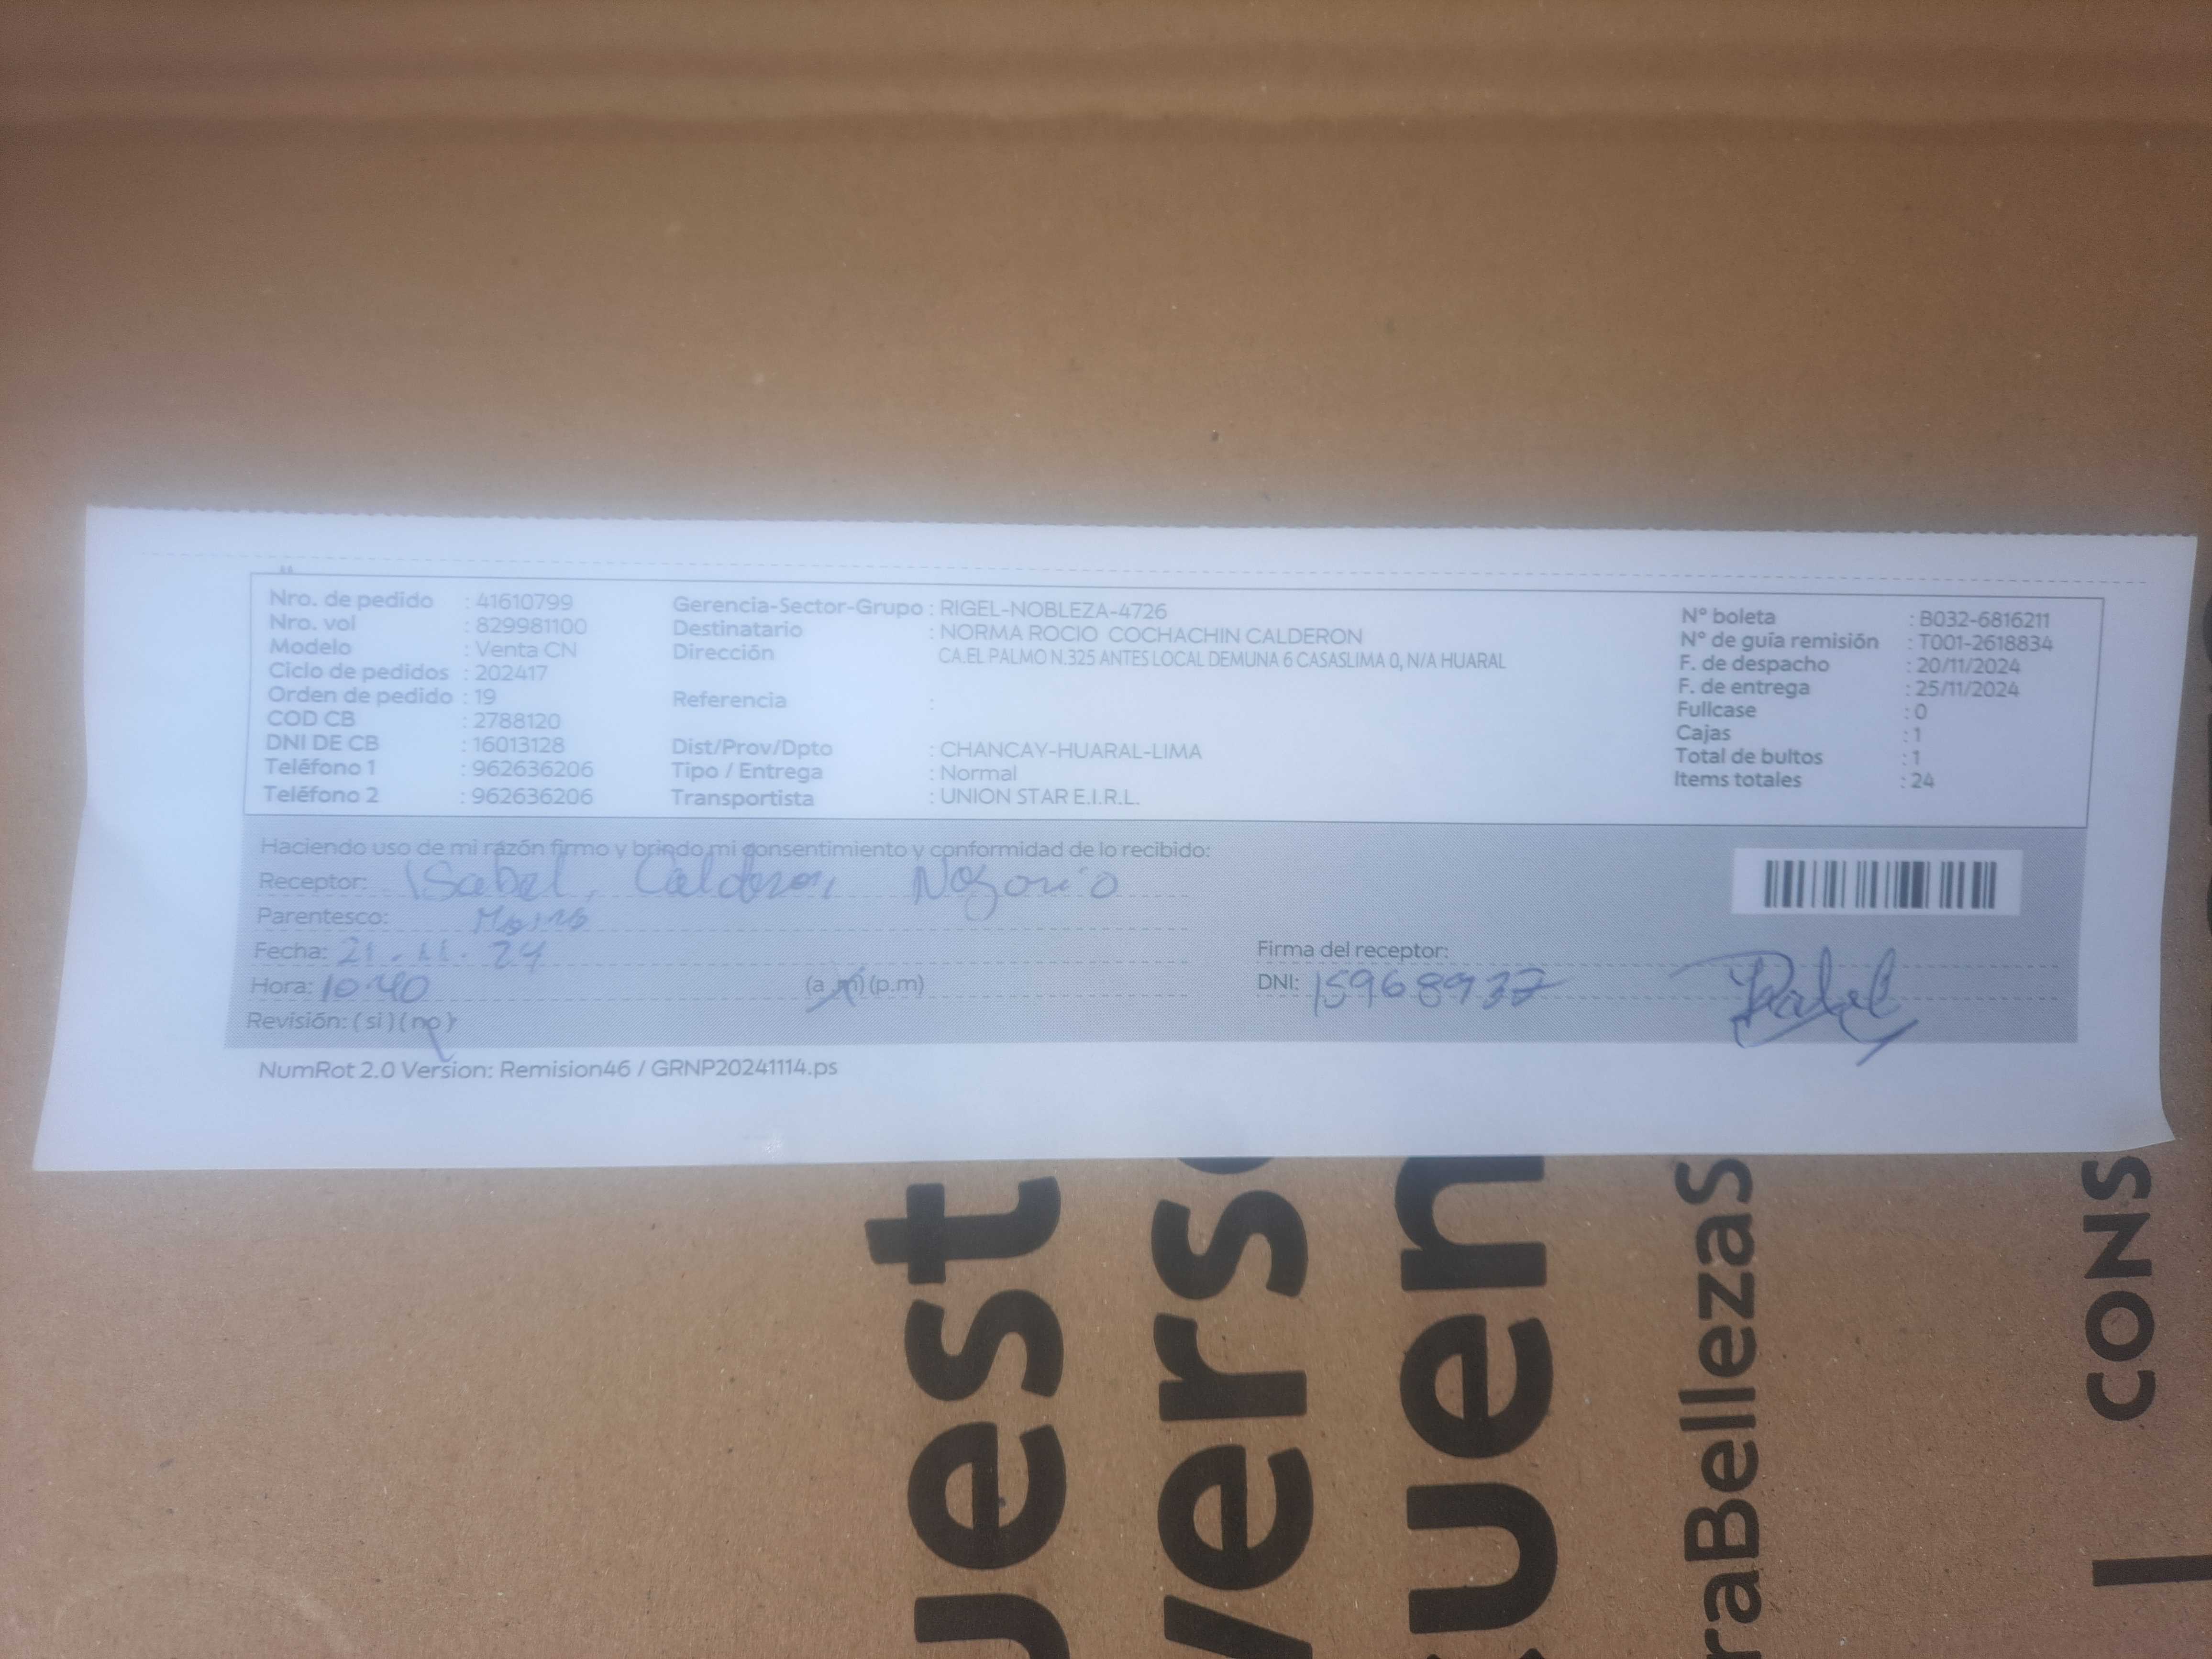 Nro. de pedido : 41610799
Nro. vol : 829981100
Modelo : Venta CN
Ciclo de pedidos : 202417
Orden de pedido : 19
COD CB : 2788120
DNI DE CB : 16013128
Teléfono 1 : 962636206
Teléfono 2 : 962636206
Gerencia-Sector-Grupo : RIGEL-NOBLEZA-4726
Destinatario : NORMA ROCIO COCHACHIN CALDERON
Dirección CA.EL PALMO N.325 ANTES LOCAL DEMUNA 6 CASASLIMA 0, N/A HUARAL
Referencia :
Dist/Prov/Dpto : CHANCAY-HUARAL-LIMA
Tipo / Entrega : Normal
Transportista : UNION STAR E.I.R.L.
N° boleta : B032-6816211
N° de guía remisión : T001-2618834
F. de despacho : 20/11/2024
F. de entrega : 25/11/2024
Fullcase : 0
Cajas : 1
Total de bultos : 1
Items totales : 24
Haciendo uso de mi razón firmo y brindo mi consentimiento y conformidad de lo recibido:
Receptor: Isabel, Calderon
Parentesco:
Fecha: 21.11.24
Hora: 10:40 (a.m) (p.m)
Revisión: ( si ) ( no )
Firma del receptor:
DNI: 15968937
NumRot 2.0 Version: Remision46 / GRNP20241114.ps
uest
vers
uen
raBellezaS
CONS